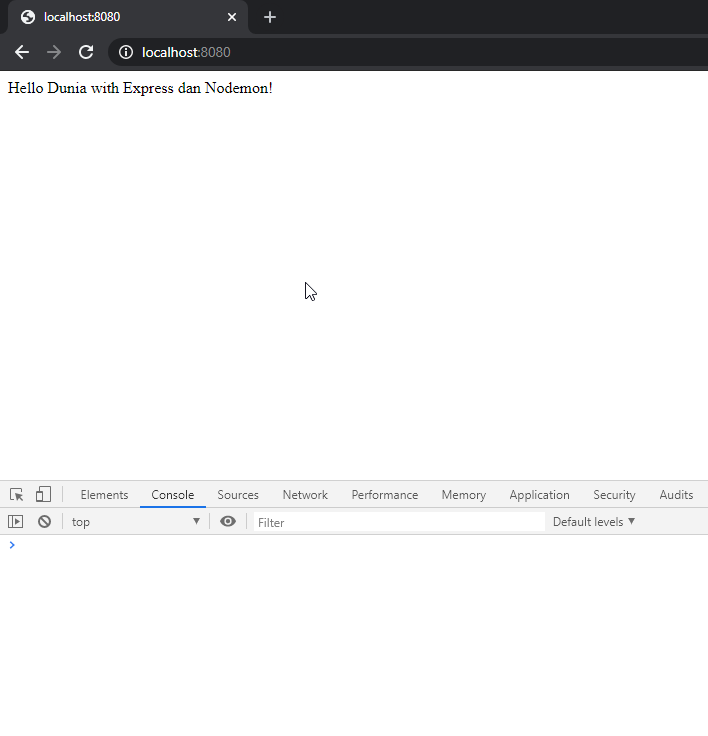 localhost:8080
localhost:8080
Hello Dunia with Express dan Nodemon!
Elements Console Sources Network Performance Memory Application Security Audits
top Filter Default levels